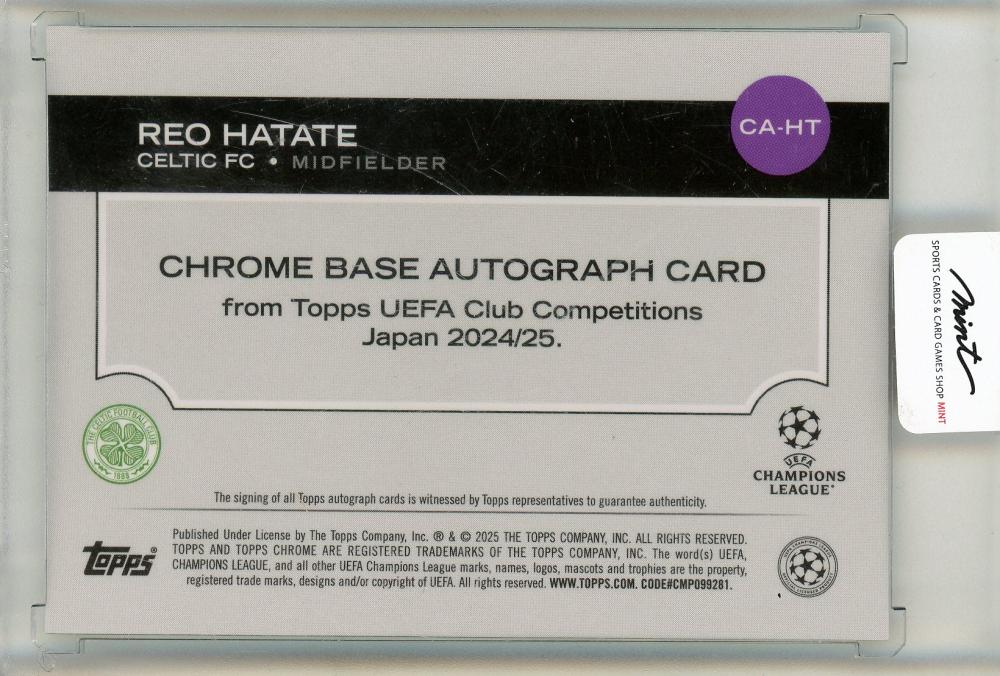 REO HATATE
CELTIC FC • MIDFIELDER
CA-HT
CHROME BASE AUTOGRAPH CARD
from Topps UEFA Club Competitions
Japan 2024/25.
THE CELTIC FOOTBALL CLUB
1888
UEFA
CHAMPIONS
LEAGUE®
The signing of all Topps autograph cards is witnessed by Topps representatives to guarantee authenticity.
topps®
Published Under License by The Topps Company, Inc. ® & © 2025 THE TOPPS COMPANY, INC. ALL RIGHTS RESERVED.
TOPPS AND TOPPS CHROME ARE REGISTERED TRADEMARKS OF THE TOPPS COMPANY, INC. The word(s) UEFA,
CHAMPIONS LEAGUE, and all other UEFA Champions League marks, names, logos, mascots and trophies are the property,
registered trade marks, designs and/or copyright of UEFA. All rights reserved. WWW.TOPPS.COM. CODE#CMP099281.
Mint
SPORTS CARDS & CARD GAMES SHOP MINT